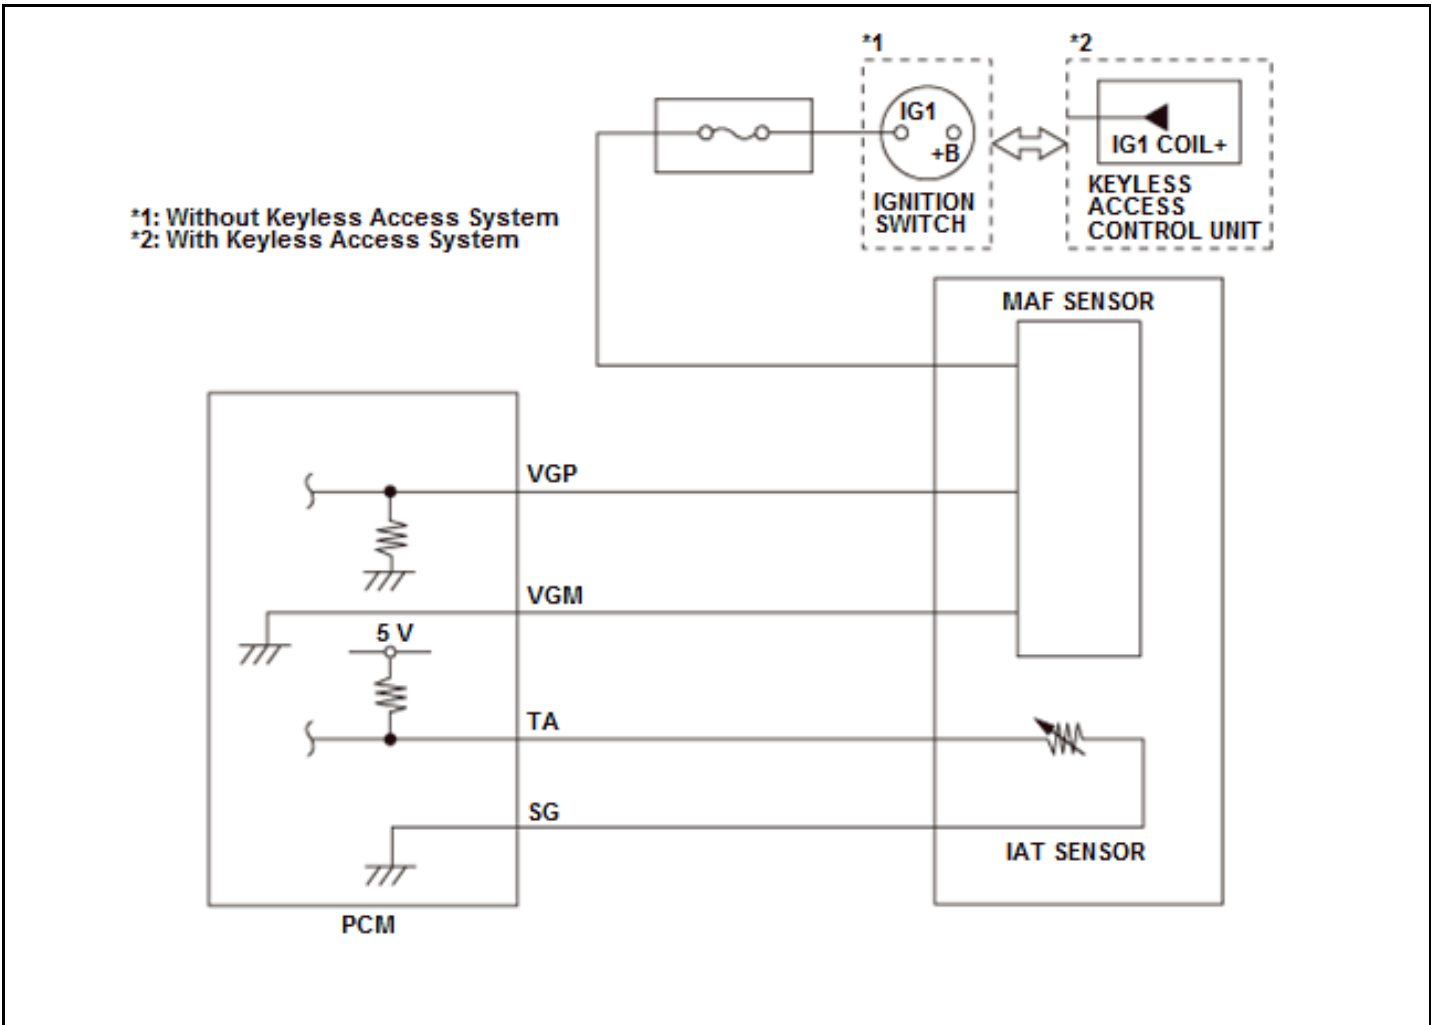 *1
*2
IG1
+B
IG1 COIL+
IGNITION
SWITCH
KEYLESS
ACCESS
CONTROL UNIT
*1: Without Keyless Access System
*2: With Keyless Access System
MAF SENSOR
VGP
VGM
5 V
TA
SG
IAT SENSOR
PCM